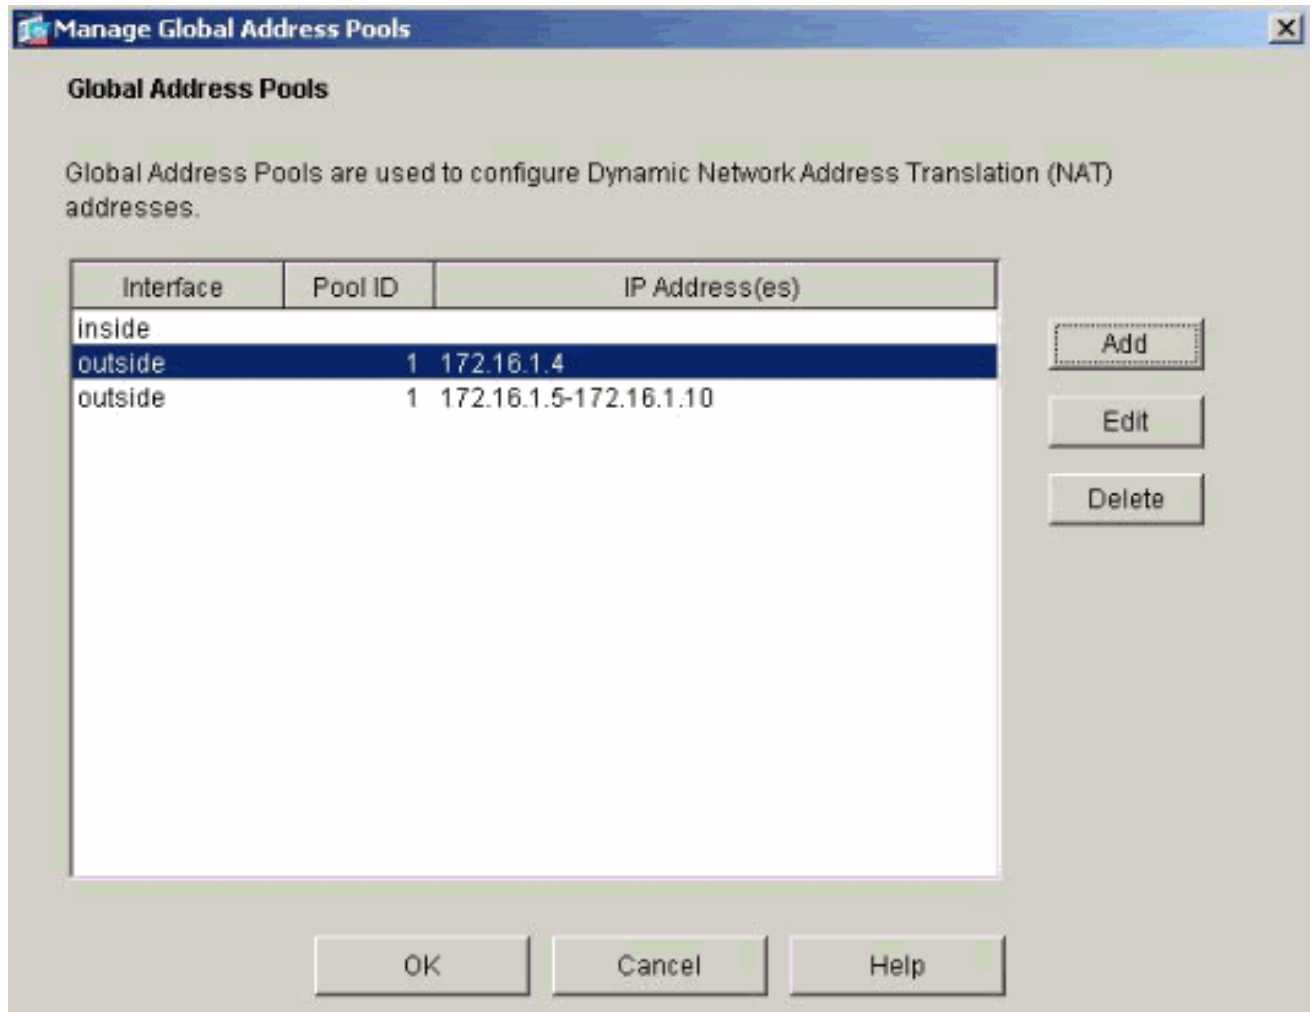 Manage Global Address Pools
Global Address Pools
Global Address Pools are used to configure Dynamic Network Address Translation (NAT)
addresses.
Interface Pool ID IP Address(es)
inside
outside 1 172.16.1.4
outside 1 172.16.1.5-172.16.1.10
Add
Edit
Delete
OK Cancel Help